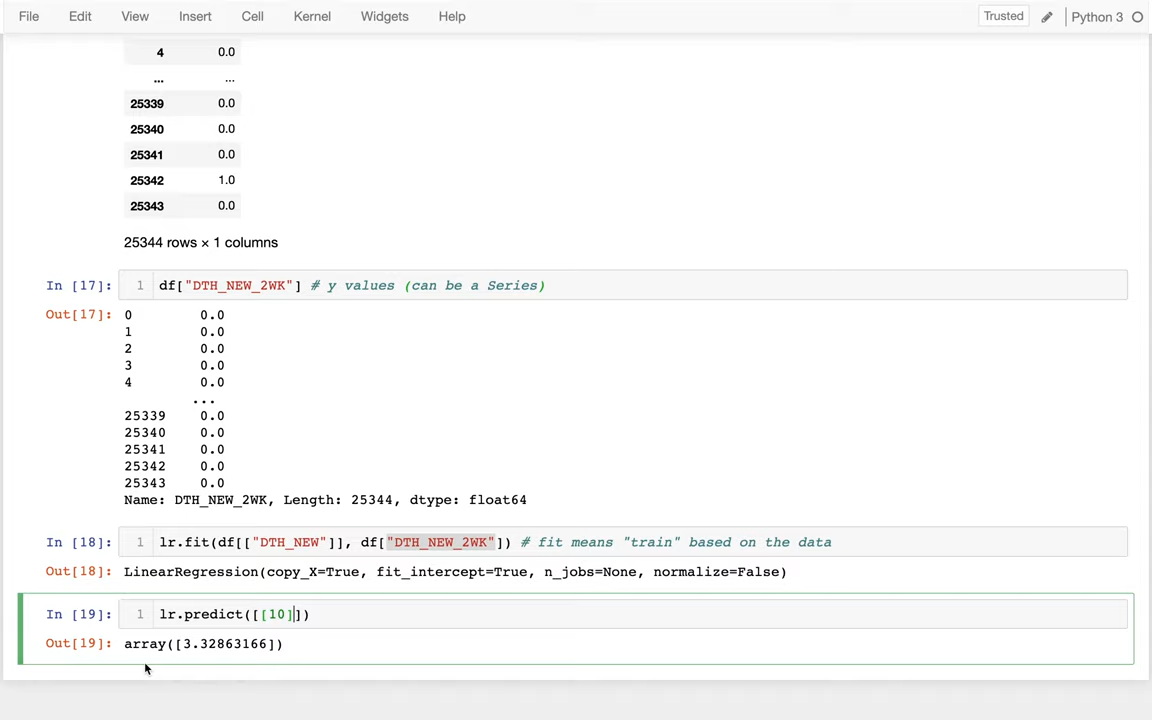 File Edit View Insert Cell Kernel Widgets Help Trusted Python 3
4 0.0
... ...
25339 0.0
25340 0.0
25341 0.0
25342 1.0
25343 0.0
25344 rows × 1 columns
In [17]: 1 df["DTH_NEW_2WK"] # y values (can be a Series)
Out[17]: 0 0.0
1 0.0
2 0.0
3 0.0
4 0.0
...
25339 0.0
25340 0.0
25341 0.0
25342 0.0
25343 0.0
Name: DTH_NEW_2WK, Length: 25344, dtype: float64
In [18]: 1 lr.fit(df[["DTH_NEW"]], df["DTH_NEW_2WK"]) # fit means "train" based on the data
Out[18]: LinearRegression(copy_X=True, fit_intercept=True, n_jobs=None, normalize=False)
In [19]: 1 lr.predict([[10]])
Out[19]: array([3.32863166])